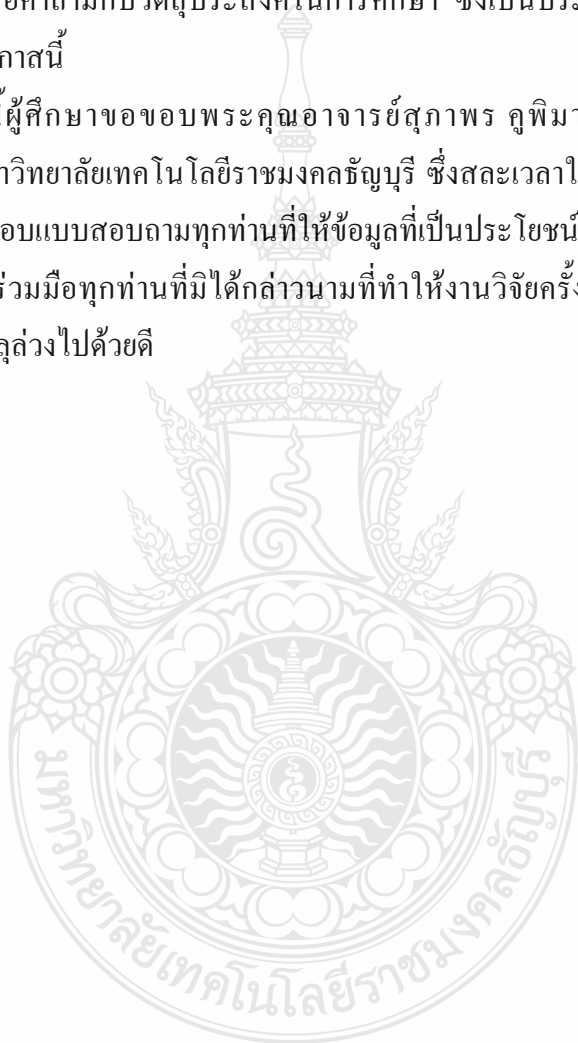 อคำถามกับวัตถุประสงค์ในการศึกษา ซึ่งเป็นประ
กาสนี้
นี้ผู้ศึกษาขอขอบพระคุณอาจารย์สุภาพร คูพิมา
าวิทยาลัยเทคโนโลยีราชมงคลธัญบุรี ซึ่งสละเวลาใ
อบแบบสอบถามทุกท่านที่ให้ข้อมูลที่เป็นประโยชน์
ร่วมมือทุกท่านที่มิได้กล่าวนามที่ทำให้งานวิจัยครั้ง
ลุล่วงไปด้วยดี
มหาวิทยาลัยเทคโนโลยีราชมงคลธัญบุรี